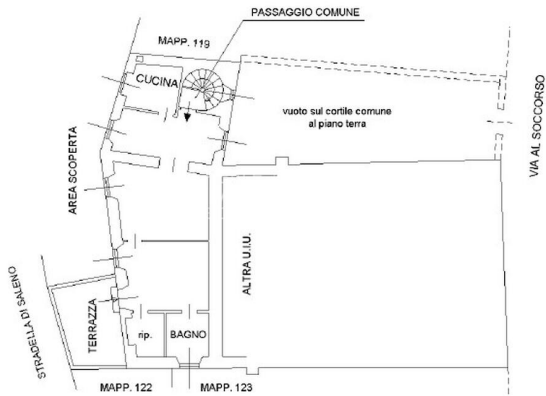 PASSAGGIO COMUNE
MAPP. 119
CUCINA
vuoto sul cortile comune
al piano terra
VIA AL SOCCORSO
AREA SCOPERTA
ALTRA U.I.U.
STRADELLA DI SALENO
TERRAZZA
rip.
BAGNO
MAPP. 122
MAPP. 123